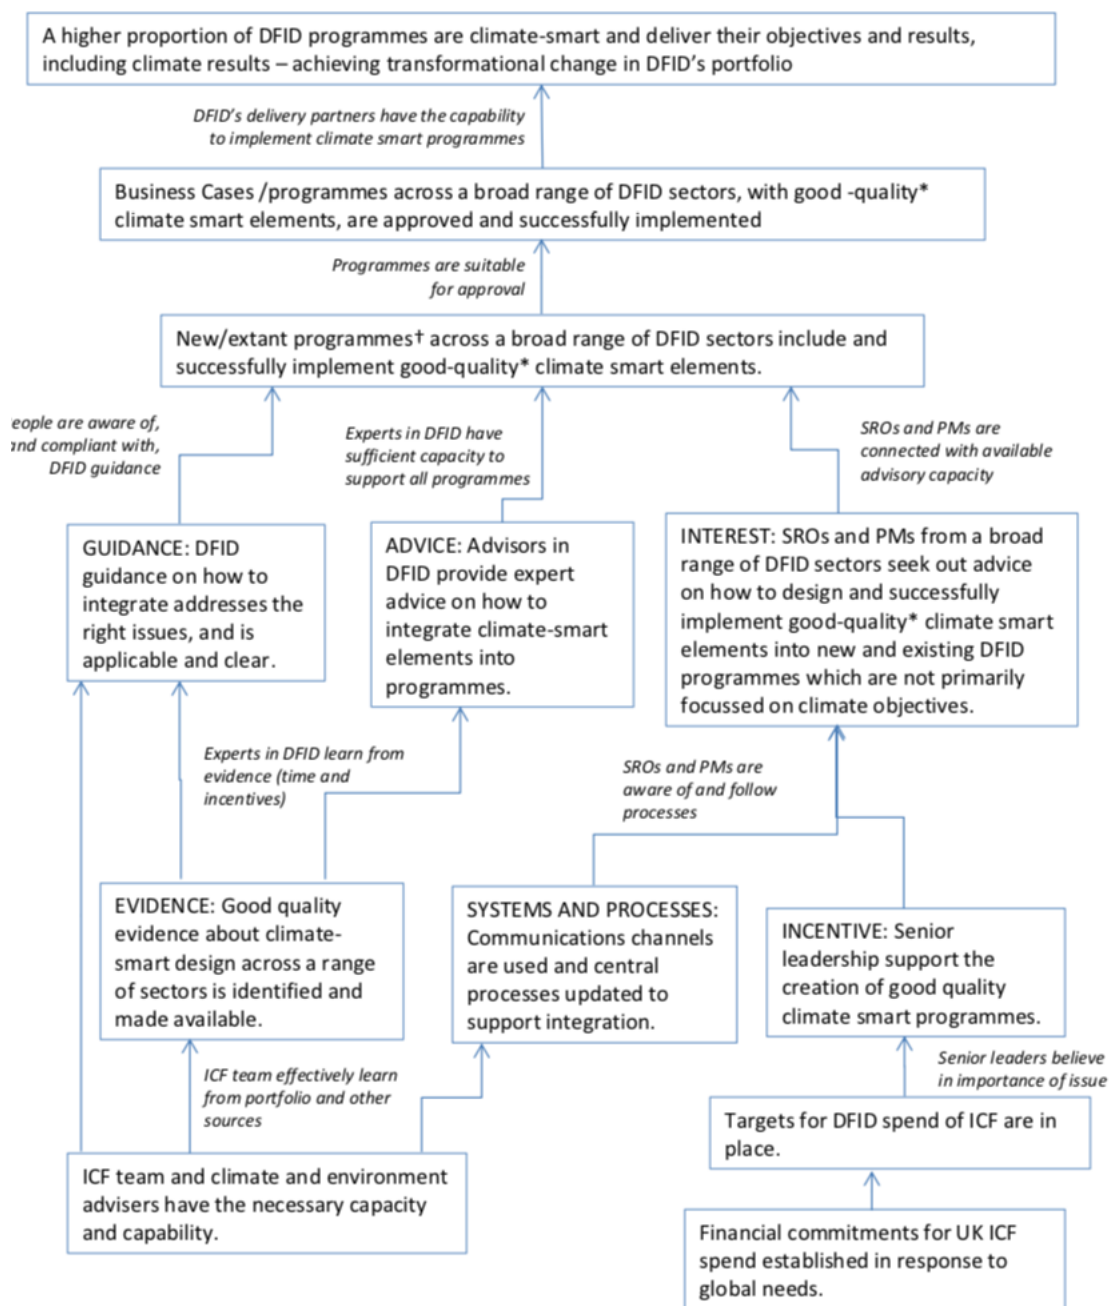 A higher proportion of DFID programmes are climate-smart and deliver their objectives and results,
including climate results – achieving transformational change in DFID's portfolio
DFID's delivery partners have the capability
to implement climate smart programmes
Business Cases /programmes across a broad range of DFID sectors, with good -quality*
climate smart elements, are approved and successfully implemented
Programmes are suitable
for approval
New/extant programmes† across a broad range of DFID sectors include and
successfully implement good-quality* climate smart elements.
eople are aware of,
and compliant with,
DFID guidance
Experts in DFID have
sufficient capacity to
support all programmes
SROs and PMs are
connected with available
advisory capacity
GUIDANCE: DFID
guidance on how to
integrate addresses the
right issues, and is
applicable and clear.
ADVICE: Advisors in
DFID provide expert
advice on how to
integrate climate-smart
elements into
programmes.
INTEREST: SROs and PMs from a broad
range of DFID sectors seek out advice
on how to design and successfully
implement good-quality* climate smart
elements into new and existing DFID
programmes which are not primarily
focussed on climate objectives.
Experts in DFID learn from
evidence (time and
incentives)
SROs and PMs are
aware of and follow
processes
EVIDENCE: Good quality
evidence about climate-
smart design across a range
of sectors is identified and
made available.
SYSTEMS AND PROCESSES:
Communications channels
are used and central
processes updated to
support integration.
INCENTIVE: Senior
leadership support the
creation of good quality
climate smart programmes.
ICF team effectively learn
from portfolio and other
sources
Senior leaders believe
in importance of issue
Targets for DFID spend of ICF are in
place.
ICF team and climate and environment
advisers have the necessary capacity
and capability.
Financial commitments for UK ICF
spend established in response to
global needs.